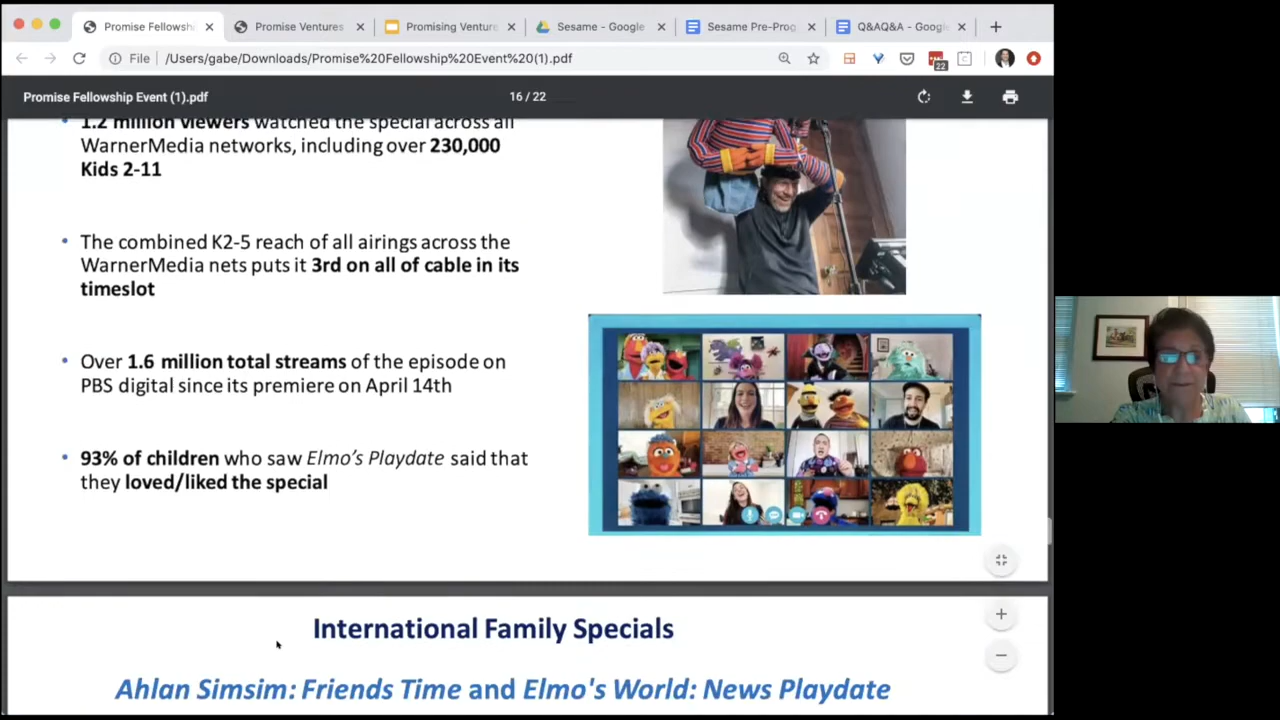 Promise Fellowsh
Promise Ventures
Promising Venture
Sesame - Google
Sesame Pre-Prog
Q&AQ&A - Goog
File
/Users/gabe/Downloads/Promise%20Fellowship%20Event%20(1).pdf
22
Promise Fellowship Event (1).pdf
16 / 22
• 1.2 million viewers watched the special across all
WarnerMedia networks, including over 230,000
Kids 2-11
• The combined K2-5 reach of all airings across the
WarnerMedia nets puts it 3rd on all of cable in its
timeslot
• Over 1.6 million total streams of the episode on
PBS digital since its premiere on April 14th
• 93% of children who saw Elmo’s Playdate said that
they loved/liked the special
International Family Specials
Ahlan Simsim: Friends Time and Elmo's World: News Playdate